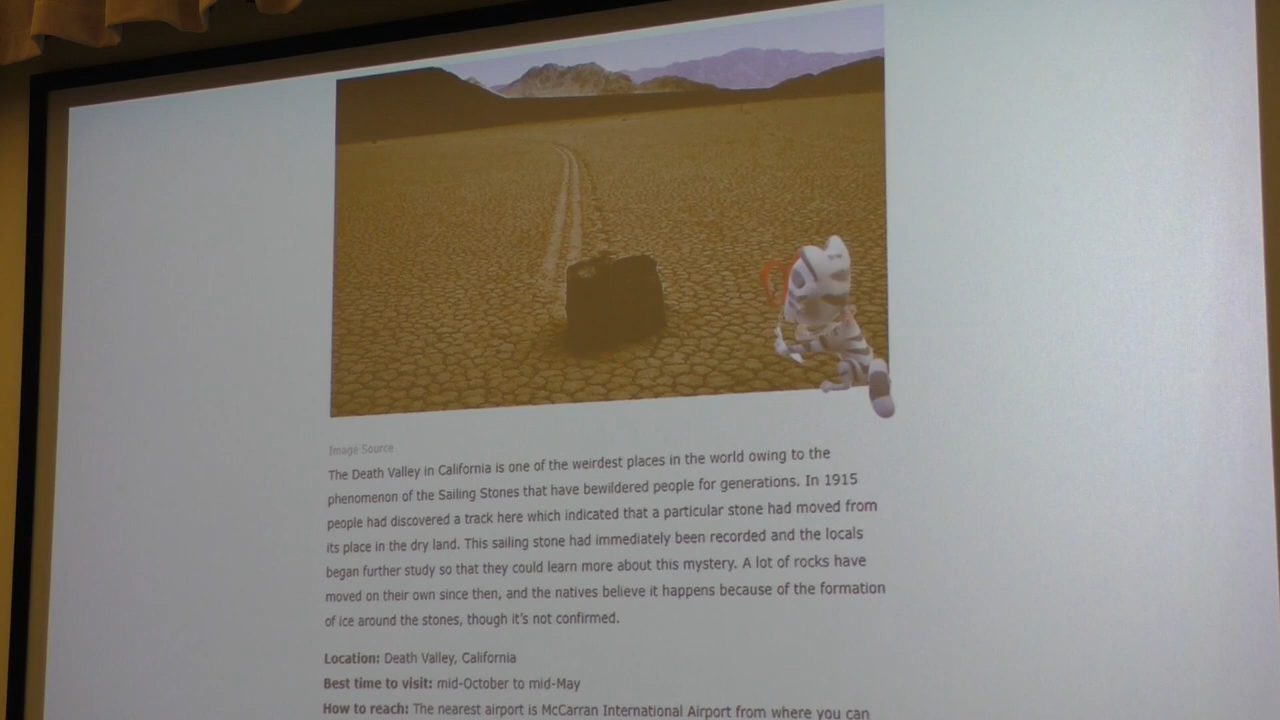 Image Source
The Death Valley in California is one of the weirdest places in the world owing to the
phenomenon of the Sailing Stones that have bewildered people for generations. In 1915
people had discovered a track here which indicated that a particular stone had moved from
its place in the dry land. This sailing stone had immediately been recorded and the locals
began further study so that they could learn more about this mystery. A lot of rocks have
moved on their own since then, and the natives believe it happens because of the formation
of ice around the stones, though it's not confirmed.
Location: Death Valley, California
Best time to visit: mid-October to mid-May
How to reach: The nearest airport is McCarran International Airport from where you can